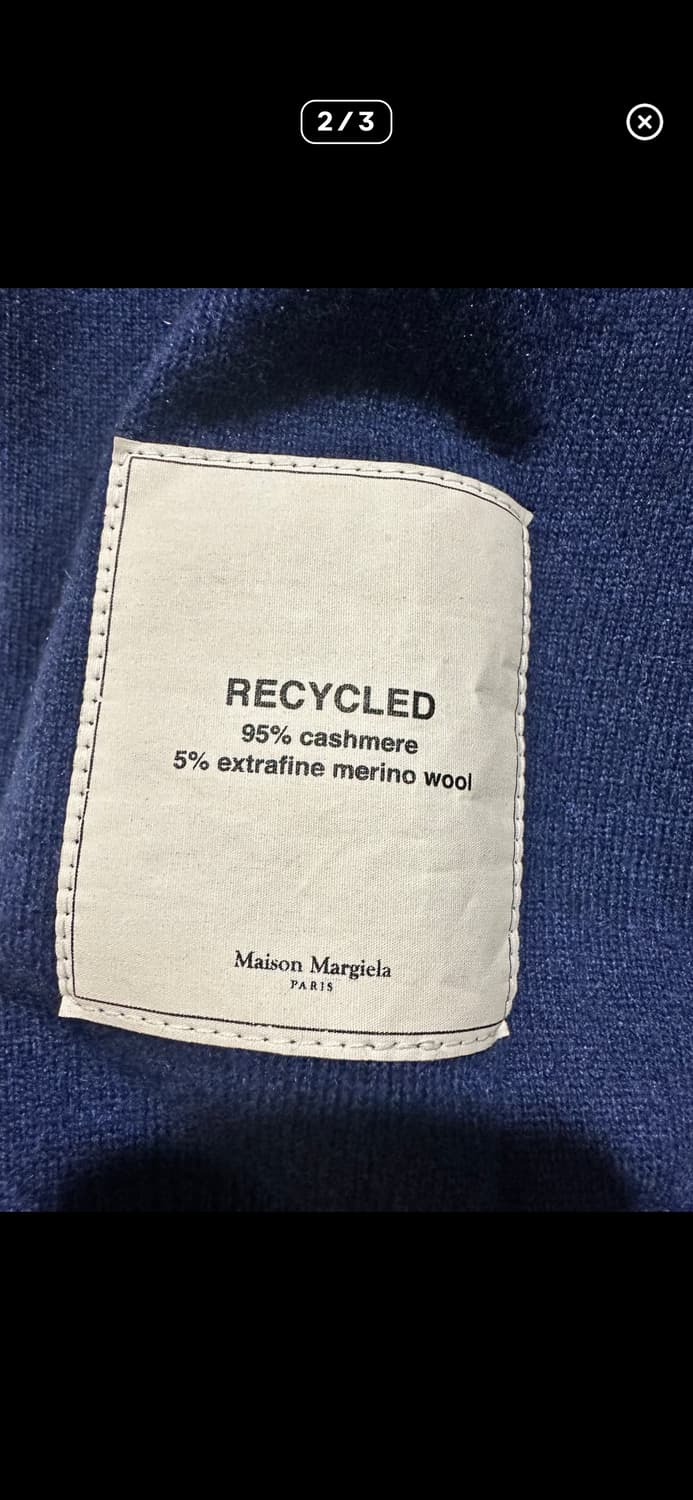 2/3
RECYCLED
95% cashmere
5% extrafine merino wool
Maison Margiela
PARIS